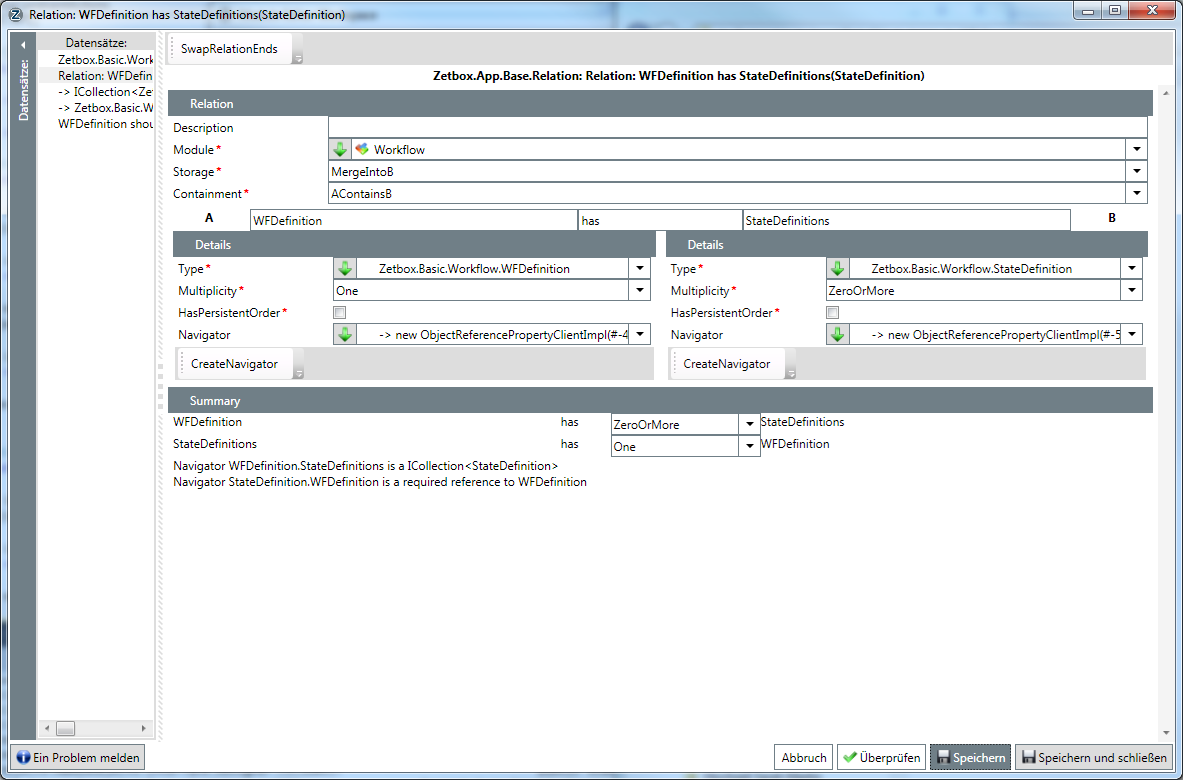 Relation: WFDefinition has StateDefinitions(StateDefinition)
Datensätze:
Datensätze:
Zetbox.Basic.Work
Relation: WFDefin
-> ICollection<Zet
-> Zetbox.Basic.W
WFDefinition shou
SwapRelationEnds
Zetbox.App.Base.Relation: Relation: WFDefinition has StateDefinitions(StateDefinition)
Relation
Description
Module* Workflow
Storage* MergeIntoB
Containment* AContainsB
A WFDefinition has StateDefinitions B
Details Details
Type* Zetbox.Basic.Workflow.WFDefinition Type* Zetbox.Basic.Workflow.StateDefinition
Multiplicity* One Multiplicity* ZeroOrMore
HasPersistentOrder* HasPersistentOrder*
Navigator -> new ObjectReferencePropertyClientImpl(#-4 Navigator -> new ObjectReferencePropertyClientImpl(#-5
CreateNavigator CreateNavigator
Summary
WFDefinition has ZeroOrMore StateDefinitions
StateDefinitions has One WFDefinition
Navigator WFDefinition.StateDefinitions is a ICollection<StateDefinition>
Navigator StateDefinition.WFDefinition is a required reference to WFDefinition
Ein Problem melden Abbruch Überprüfen Speichern Speichern und schließen